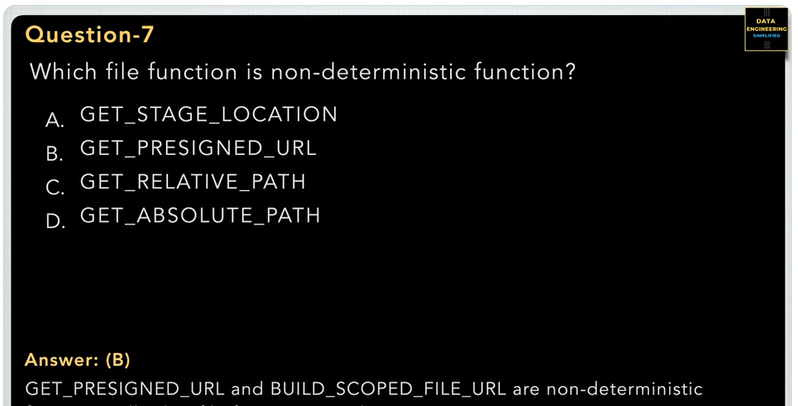 DATA
ENGINEERING
SIMPLIFIED
Question-7
Which file function is non-deterministic function?
A. GET_STAGE_LOCATION
B. GET_PRESIGNED_URL
C. GET_RELATIVE_PATH
D. GET_ABSOLUTE_PATH
Answer: (B)
GET_PRESIGNED_URL and BUILD_SCOPED_FILE_URL are non-deterministic